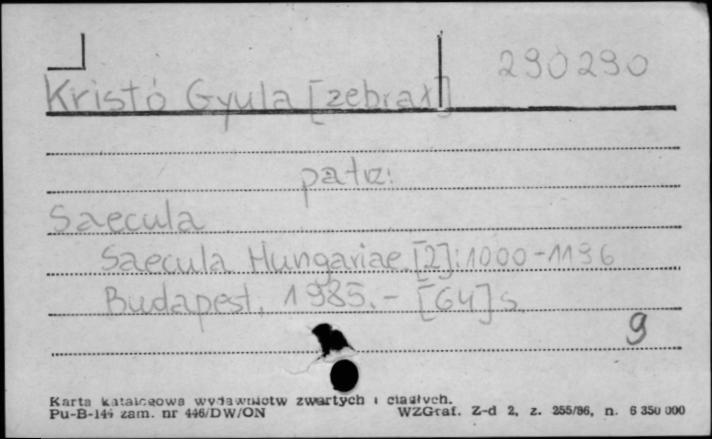 290290
Kristó Gyula [zebrał]
patrz:
Saecula
Saecula Hungariae. [2]: 1000-1196
Budapest, 1985.- [64] s.
9
Karta katalogowa wydawnictw zwartych i ciągłych.
Pu-B-144 zam. nr 446/DW/ON WZGraf. Z-d 2, z. 255/86, n. 6 350 000